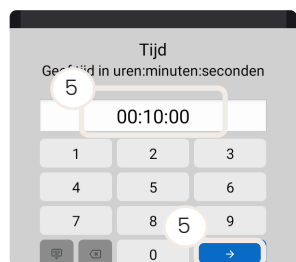 Tijd
Geef tijd in uren:minuten:seconden
5
00:10:00
1 2 3
4 5 6
7 8 5 9
0 →